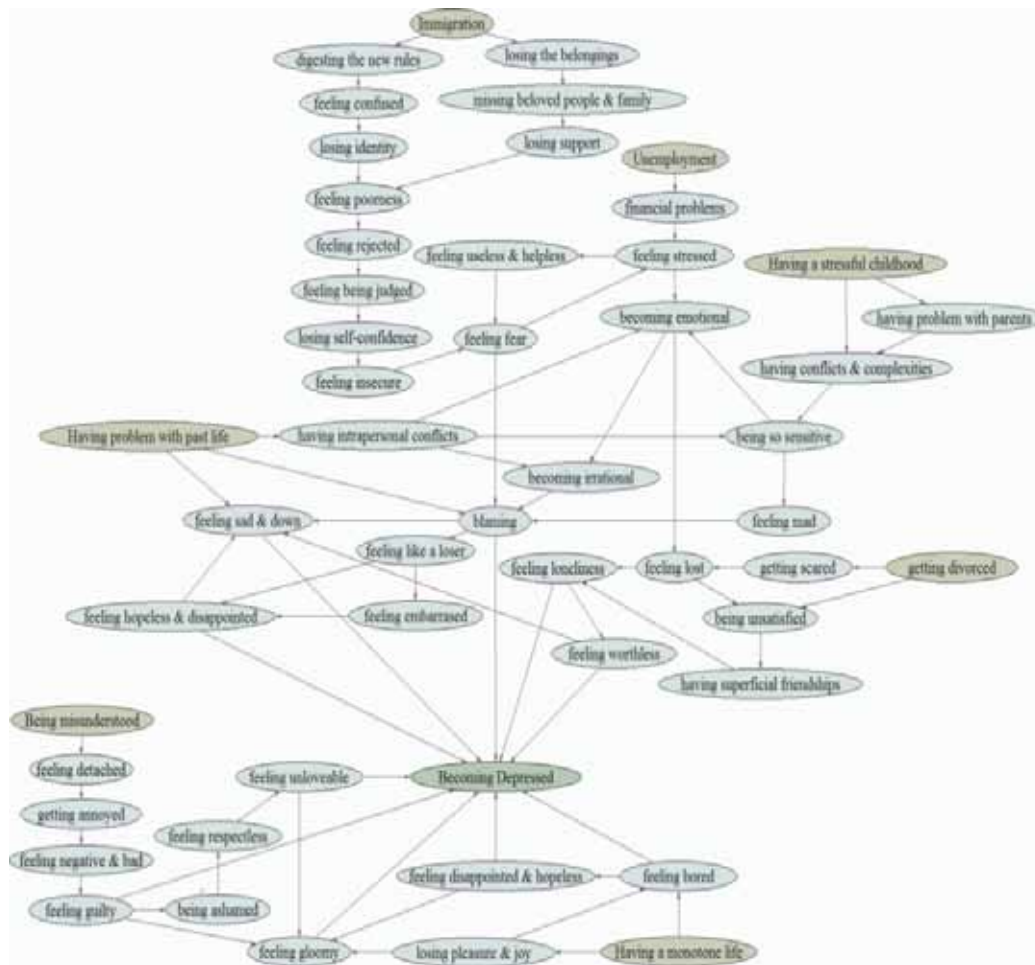 Immigration
digesting the new rules
losing the belongings
feeling confused
missing beloved people & family
losing identity
losing support
Unemployment
feeling poorness
financial problems
feeling rejected
feeling useless & helpless
feeling stressed
Having a stressful childhood
feeling being judged
becoming emotional
having problem with parents
losing self-confidence
feeling fear
having conflicts & complexities
feeling insecure
Having problem with past life
having intrapersonal conflicts
being so sensitive
becoming irrational
feeling sad & down
blaming
feeling mad
feeling like a loser
feeling loneliness
feeling lost
getting scared
getting divorced
feeling hopeless & disappointed
feeling embarrased
being unsatisfied
feeling worthless
having superficial friendships
Being misunderstood
feeling detached
feeling unloveable
Becoming Depressed
getting annoyed
feeling respectless
feeling negative & bad
feeling disappointed & hopeless
feeling bored
feeling guilty
being ashamed
feeling gloomy
losing pleasure & joy
Having a monotone life